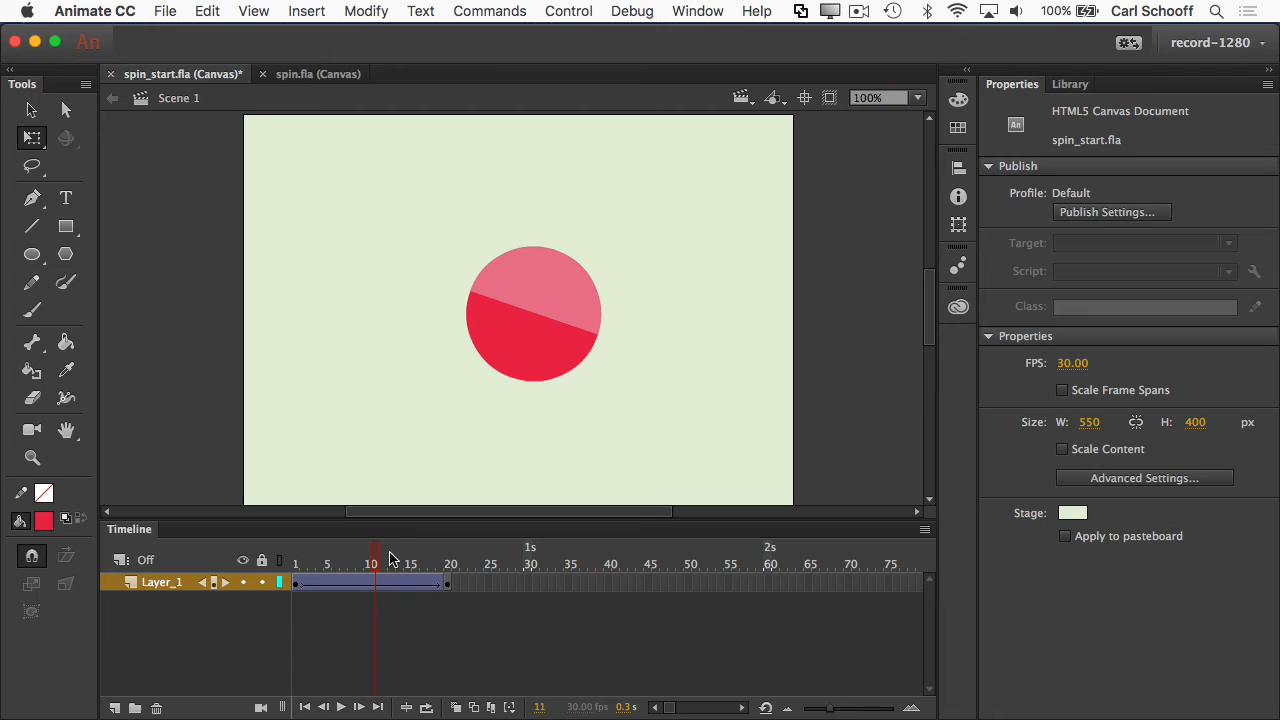 Animate CC File Edit View Insert Modify Text Commands Control Debug Window Help 100% Carl Schooff
An record-1280
Tools
spin_start.fla (Canvas)* spin.fla (Canvas)
Scene 1 100%
Properties Library
HTML5 Canvas Document
An
spin_start.fla
Publish
Profile: Default
Publish Settings...
Target:
Script:
Class:
Properties
FPS: 30.00
Scale Frame Spans
Size: W: 550 H: 400 px
Scale Content
Advanced Settings...
Stage:
Apply to pasteboard
Timeline
1s 2s
Off 1 5 10 15 20 25 30 35 40 45 50 55 60 65 70 75
Layer_1
11 30.00 fps 0.3 s